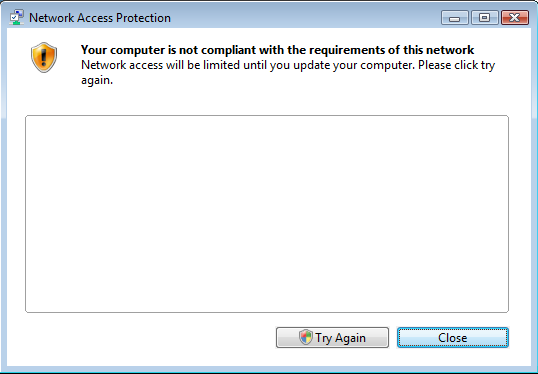 Network Access Protection
Your computer is not compliant with the requirements of this network
Network access will be limited until you update your computer. Please click try
again.
Try Again
Close